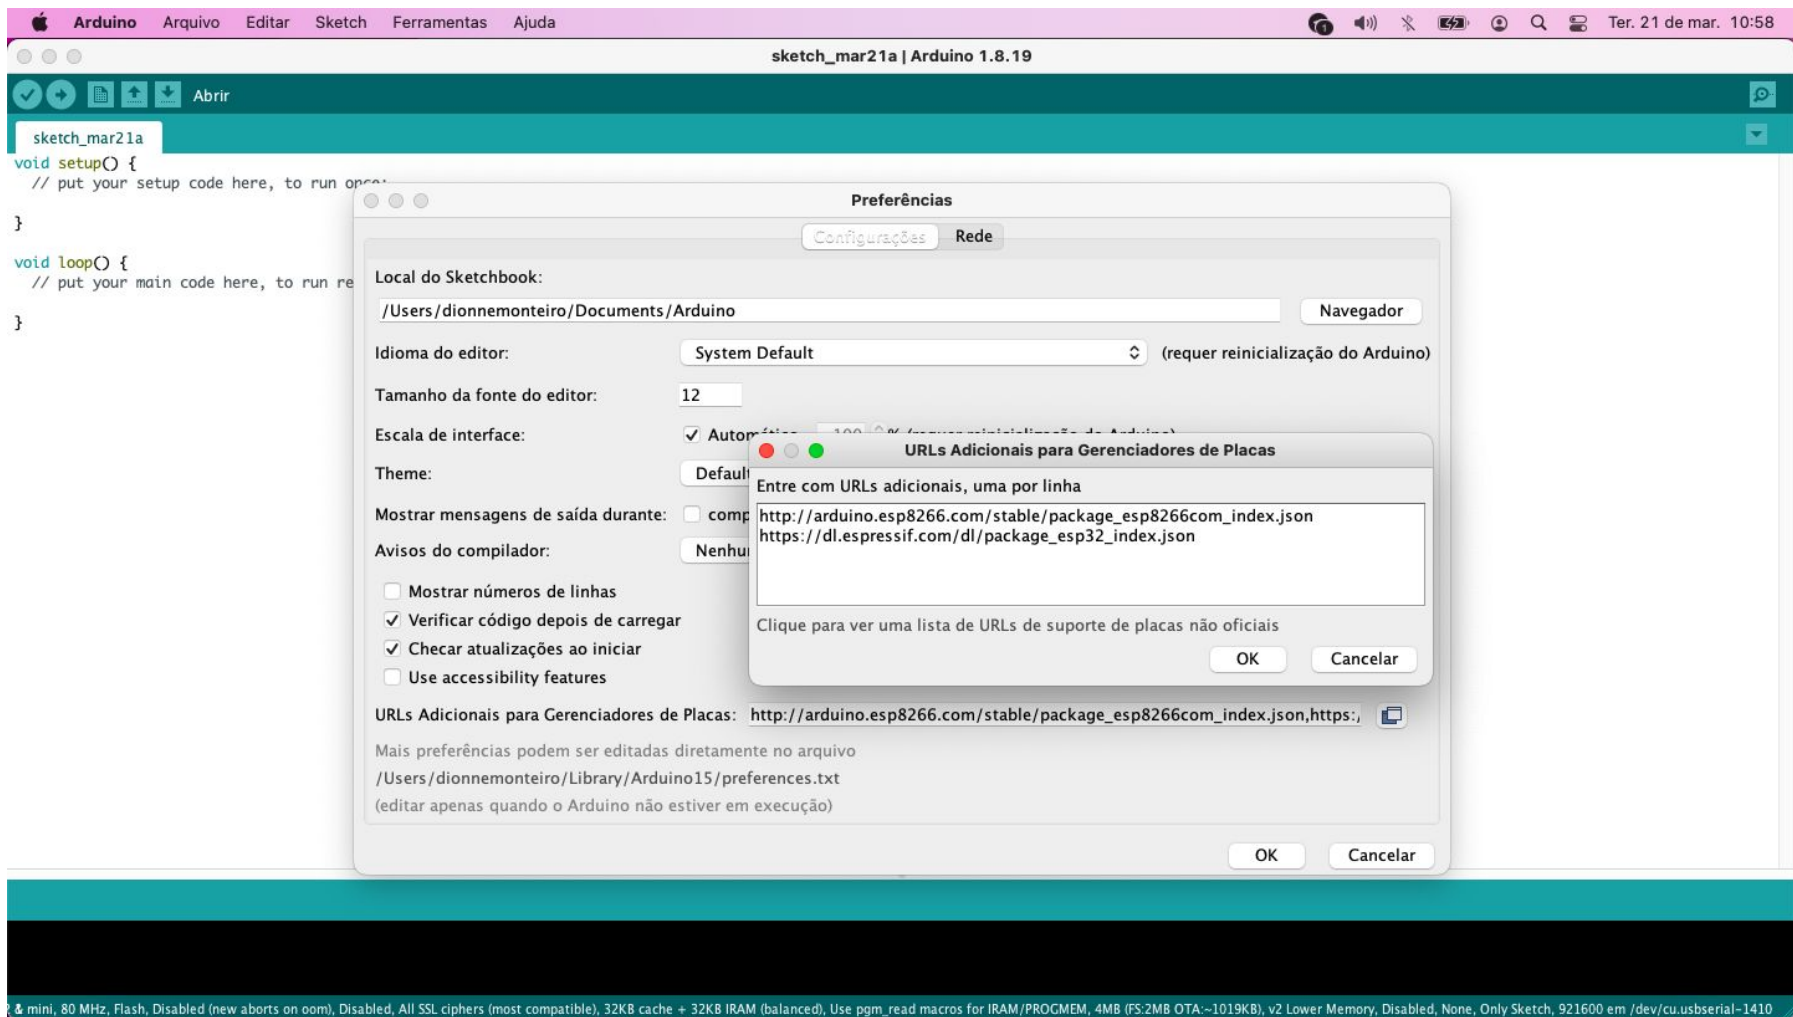 Arduino Arquivo Editar Sketch Ferramentas Ajuda Ter. 21 de mar. 10:58
sketch_mar21a | Arduino 1.8.19
Abrir
sketch_mar21a
void setup() {
// put your setup code here, to run once:
}
void loop() {
// put your main code here, to run re
}
Preferências
Configurações Rede
Local do Sketchbook:
/Users/dionnemonteiro/Documents/Arduino Navegador
Idioma do editor: System Default (requer reinicialização do Arduino)
Tamanho da fonte do editor: 12
Escala de interface: Automático 100 % (requer reinicialização do Arduino)
Theme: Default
Mostrar mensagens de saída durante: comp
Avisos do compilador: Nenhu
Mostrar números de linhas
Verificar código depois de carregar
Checar atualizações ao iniciar
Use accessibility features
URLs Adicionais para Gerenciadores de Placas
Entre com URLs adicionais, uma por linha
http://arduino.esp8266.com/stable/package_esp8266com_index.json
https://dl.espressif.com/dl/package_esp32_index.json
Clique para ver uma lista de URLs de suporte de placas não oficiais
OK Cancelar
URLs Adicionais para Gerenciadores de Placas: http://arduino.esp8266.com/stable/package_esp8266com_index.json,https:/
Mais preferências podem ser editadas diretamente no arquivo
/Users/dionnemonteiro/Library/Arduino15/preferences.txt
(editar apenas quando o Arduino não estiver em execução)
OK Cancelar
& mini, 80 MHz, Flash, Disabled (new aborts on oom), Disabled, All SSL ciphers (most compatible), 32KB cache + 32KB IRAM (balanced), Use pgm_read macros for IRAM/PROGMEM, 4MB (FS:2MB OTA:~1019KB), v2 Lower Memory, Disabled, None, Only Sketch, 921600 em /dev/cu.usbserial-1410